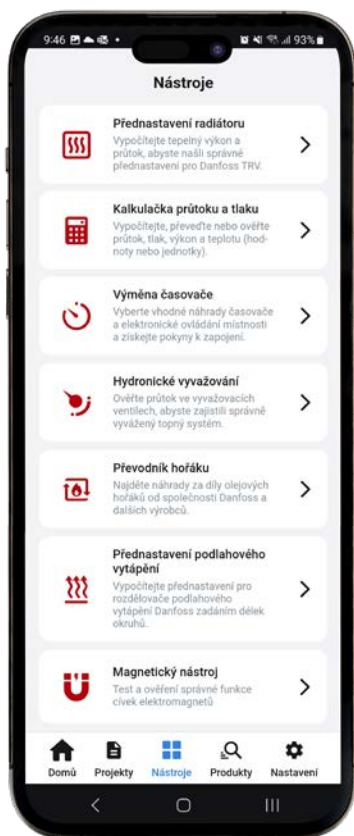 9:46 93%
Nástroje
Přednastavení radiátoru
Vypočítejte tepelný výkon a
průtok, abyste našli správné
přednastavení pro Danfoss TRV.
Kalkulačka průtoku a tlaku
Vypočítejte, převeďte nebo ověřte
průtok, tlak, výkon a teplotu (hod-
noty nebo jednotky).
Výměna časovače
Vyberte vhodné náhrady časovače
a elektronické ovládání místnosti
a získejte pokyny k zapojení.
Hydronické vyvažování
Ověřte průtok ve vyvažovacích
ventilech, abyste zajistili správně
vyvážený topný systém.
Převodník hořáku
Najděte náhrady za díly olejových
hořáků od společnosti Danfoss a
dalších výrobců.
Přednastavení podlahového
vytápění
Vypočítejte přednastavení pro
rozdělovače podlahového
vytápění Danfoss zadáním délek
okruhů.
Magnetický nástroj
Test a ověření správné funkce
cívek elektromagnetů
Domů Projekty Nástroje Produkty Nastavení